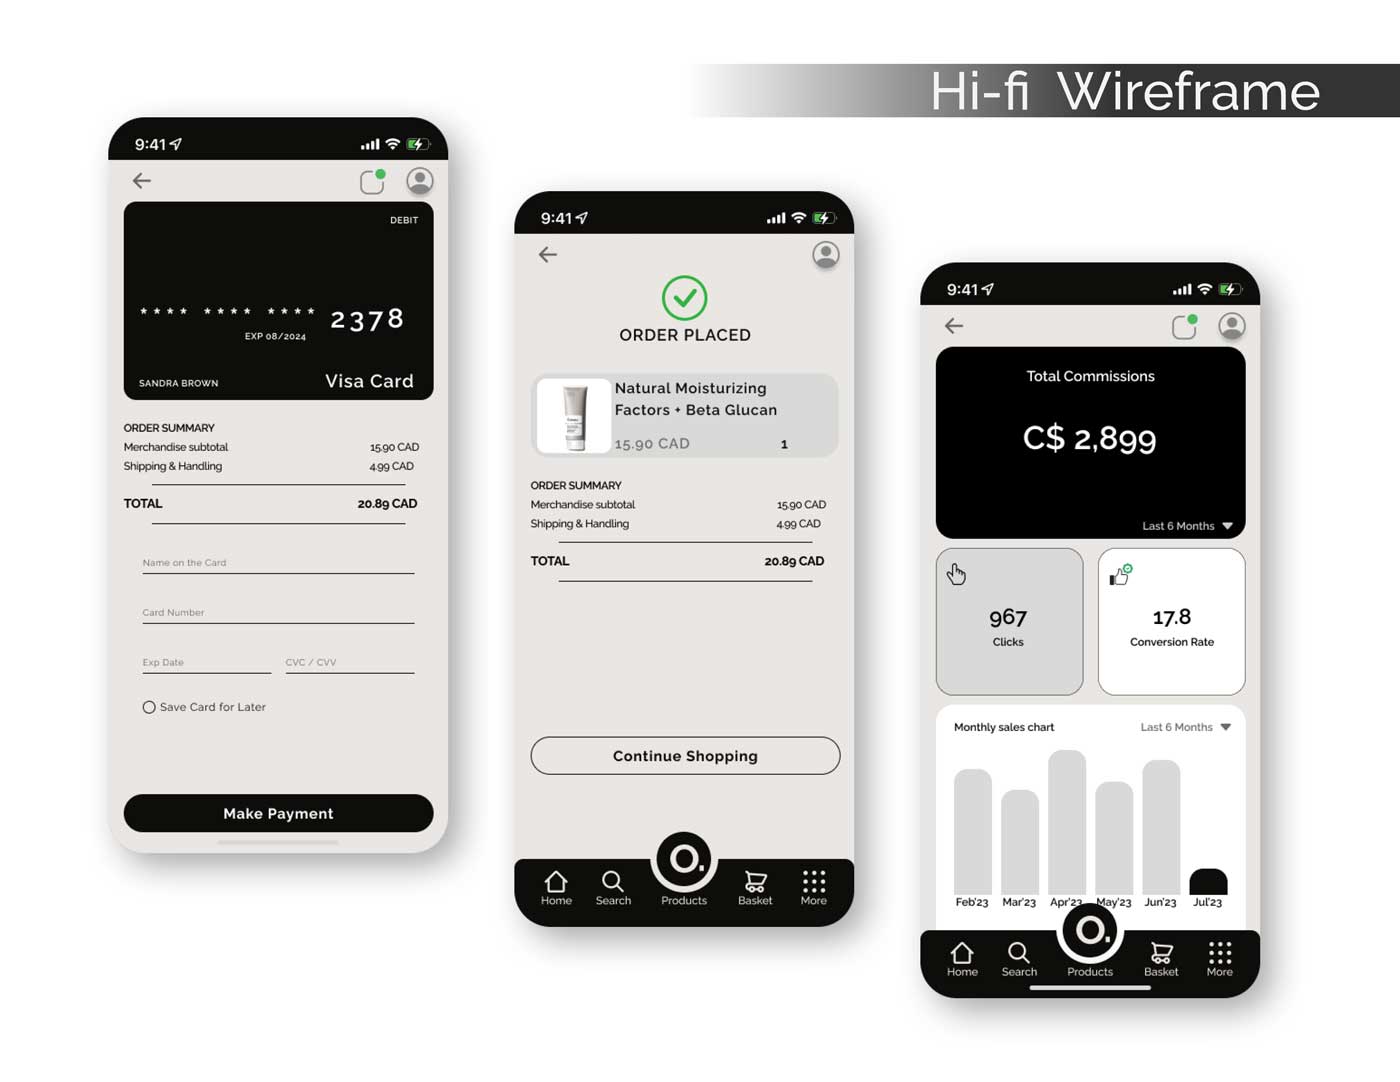 Hi-fi Wireframe
9:41
DEBIT
**** **** **** 2378
EXP 08/2024
SANDRA BROWN
Visa Card
ORDER SUMMARY
Merchandise subtotal 15.90 CAD
Shipping & Handling 4.99 CAD
TOTAL 20.89 CAD
Name on the Card
Card Number
Exp Date CVC / CVV
Save Card for Later
Make Payment
9:41
ORDER PLACED
Natural Moisturizing
Factors + Beta Glucan
15.90 CAD 1
ORDER SUMMARY
Merchandise subtotal 15.90 CAD
Shipping & Handling 4.99 CAD
TOTAL 20.89 CAD
Continue Shopping
O.
Home Search Products Basket More
9:41
Total Commissions
C$ 2,899
Last 6 Months
967
Clicks
17.8
Conversion Rate
Monthly sales chart Last 6 Months
Feb'23 Mar'23 Apr'23 May'23 Jun'23 Jul'23
O.
Home Search Products Basket More